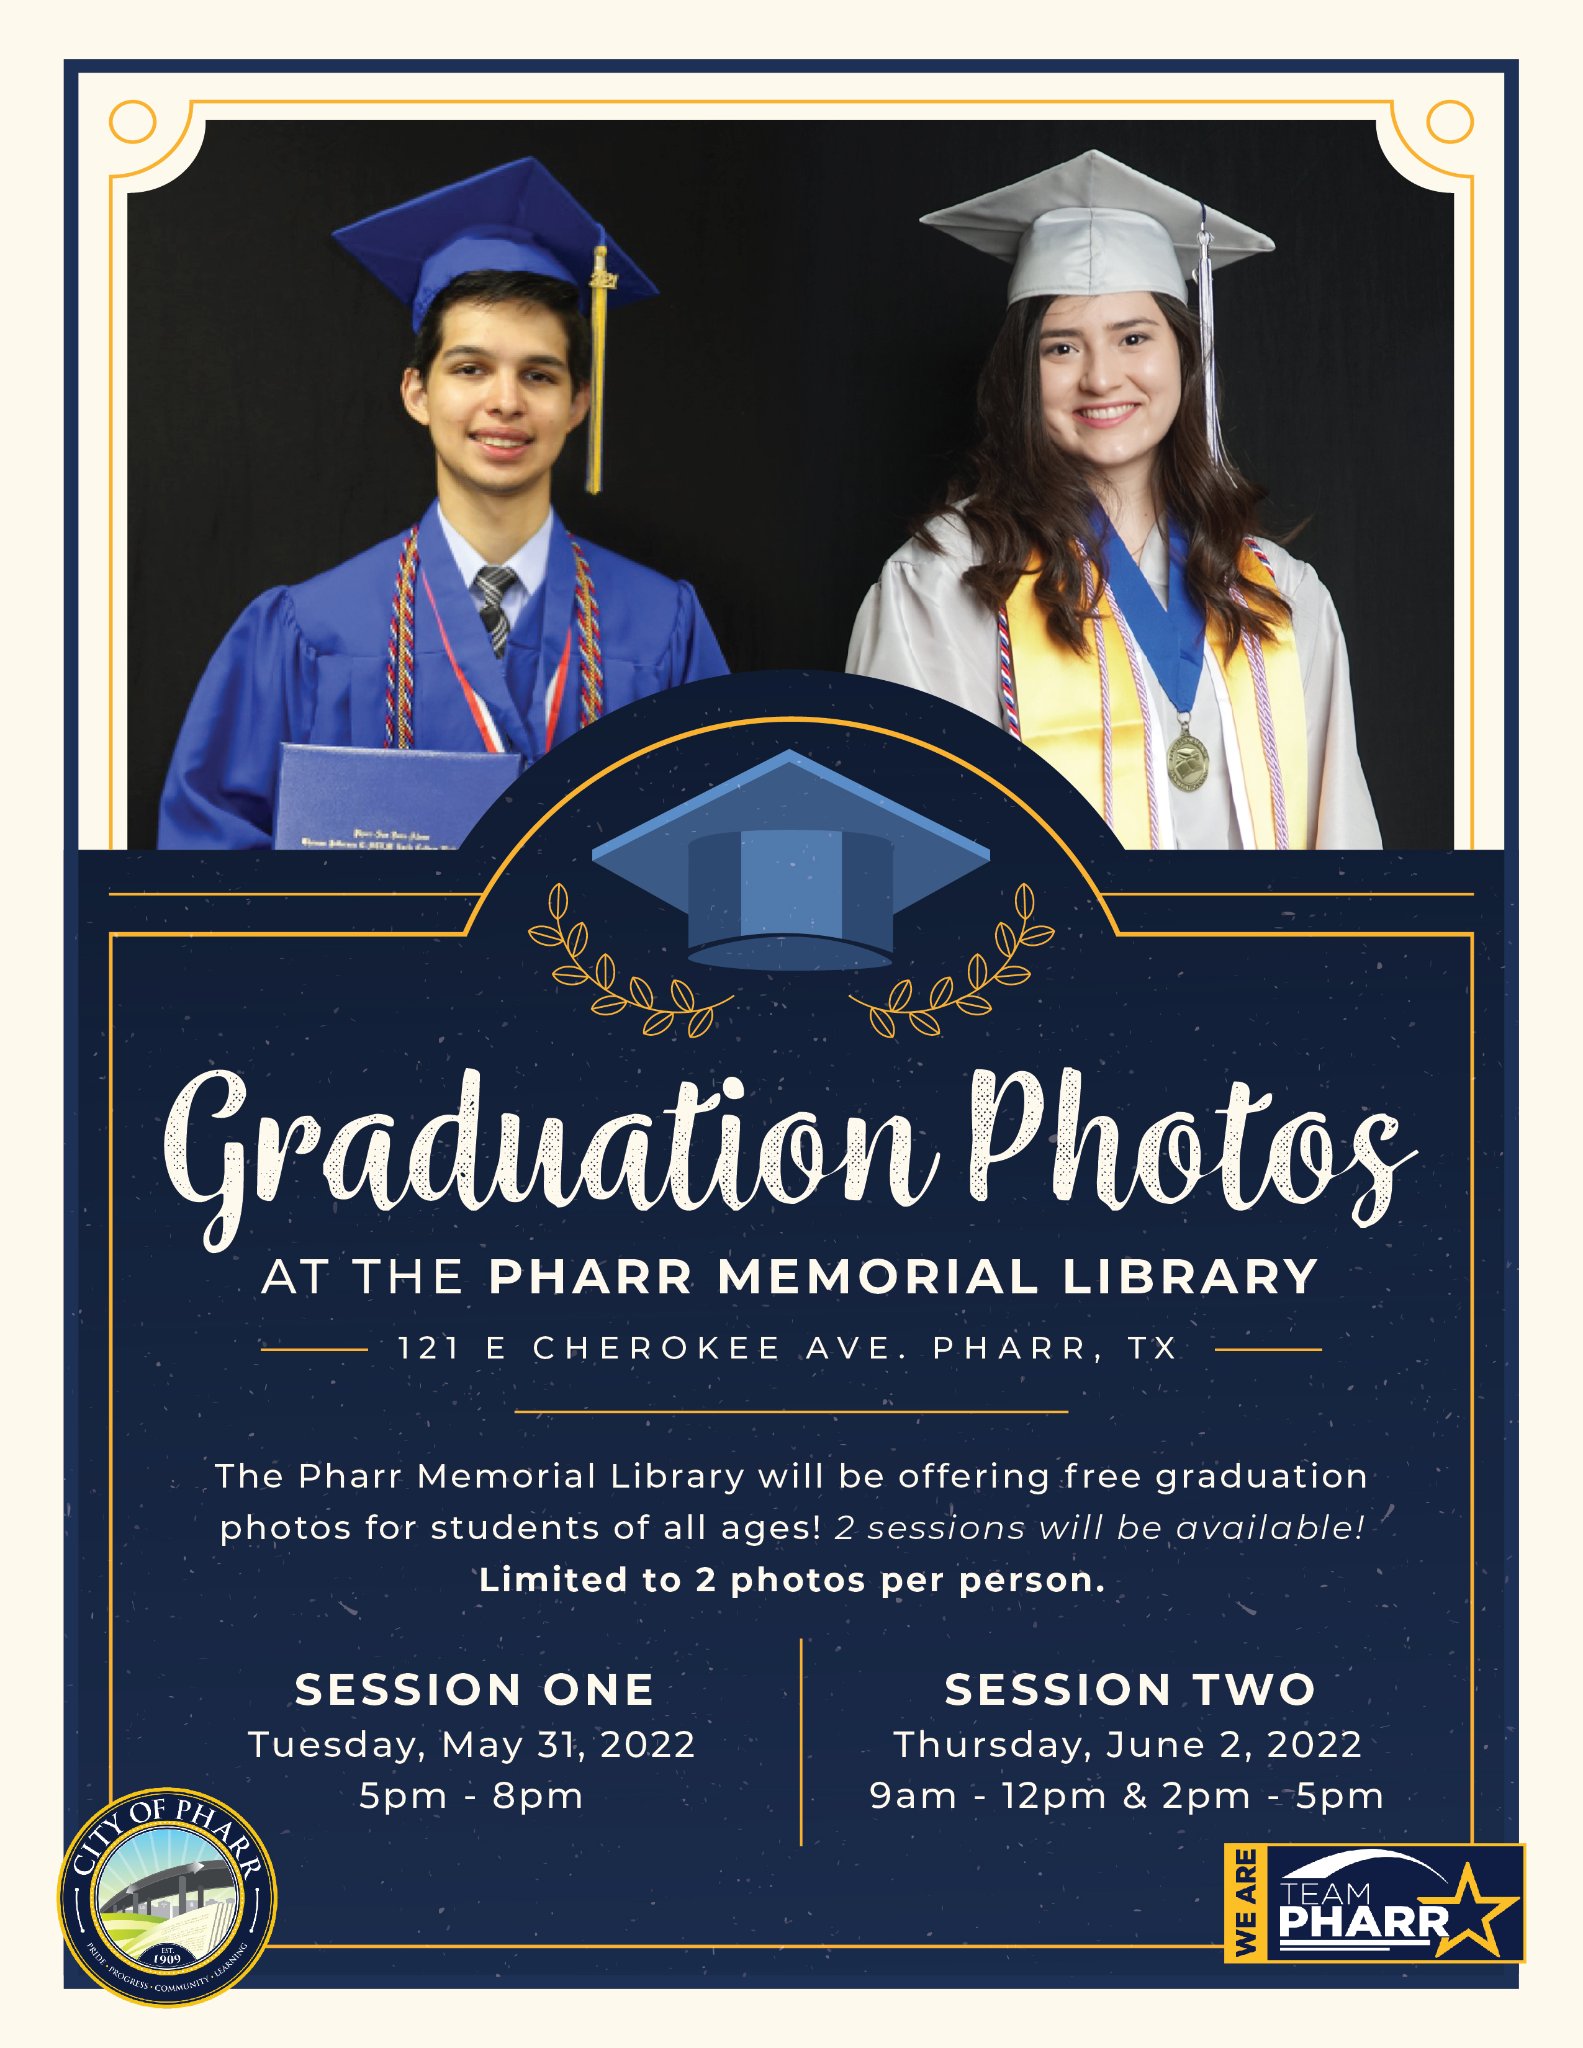 2021
Graduation Photos
AT THE PHARR MEMORIAL LIBRARY
121 E CHEROKEE AVE. PHARR, TX
The Pharr Memorial Library will be offering free graduation
photos for students of all ages! 2 sessions will be available!
Limited to 2 photos per person.
SESSION ONE
Tuesday, May 31, 2022
5pm - 8pm
SESSION TWO
Thursday, June 2, 2022
9am - 12pm & 2pm - 5pm
CITY OF PHARR
EST.
1909
PRIDE • PROGRESS • COMMUNITY • LEARNING
WE ARE
TEAM
PHARR